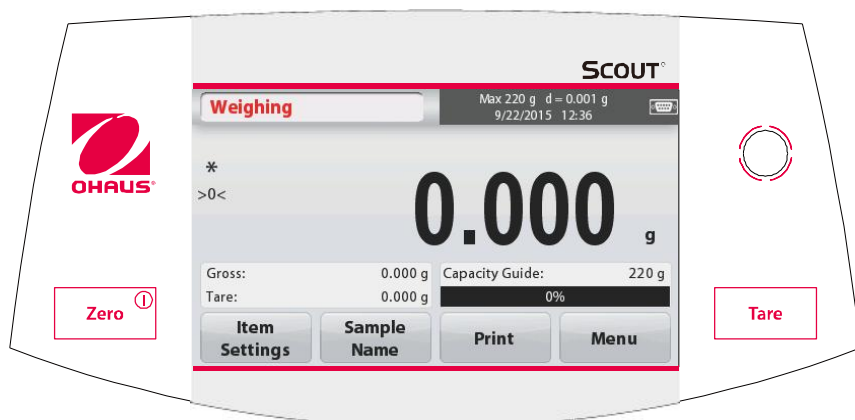 SCOUT
Weighing
Max 220 g d = 0.001 g
9/22/2015 12:36
OHAUS
*
>0<
0.000 g
Gross: 0.000 g
Capacity Guide: 220 g
Tare: 0.000 g
0%
Zero
Tare
Item
Settings
Sample
Name
Print
Menu